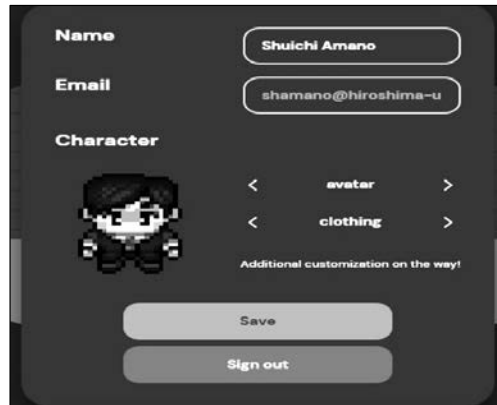 Name
Shuichi Amano
Email
shamano@hiroshima-u
Character
< avatar >
< clothing >
Additional customization on the way!
Save
Sign out